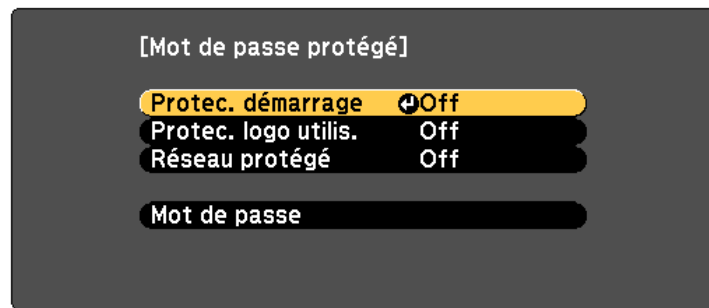 [Mot de passe protégé]
Protec. démarrage Off
Protec. logo utilis. Off
Réseau protégé Off
Mot de passe